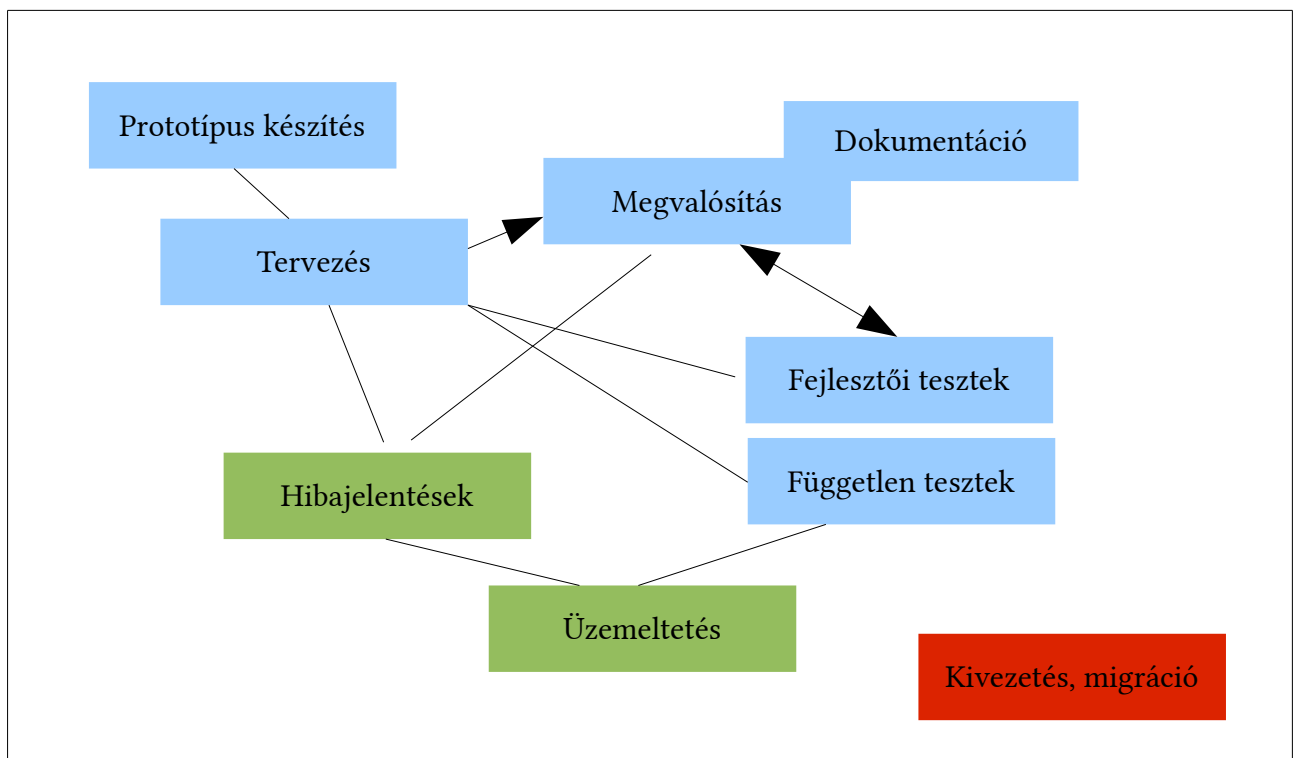 Prototípus készítés
Dokumentáció
Megvalósítás
Tervezés
Fejlesztői tesztek
Független tesztek
Hibajelentések
Üzemeltetés
Kivezetés, migráció